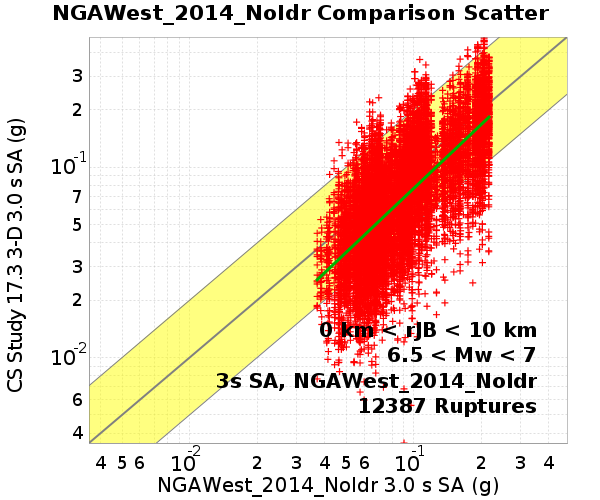 NGAWest_2014_NoIdr Comparison Scatter
CS Study 17.3 3-D 3.0 s SA (g)
3
2
10-1
7
5
3
2
10-2
6
4
0 km < rJB < 10 km
6.5 < Mw < 7
3s SA, NGAWest_2014_NoIdr
12387 Ruptures
4 5 6 10-2 2 3 4 5 6 10-1 2 3 4
NGAWest_2014_NoIdr 3.0 s SA (g)